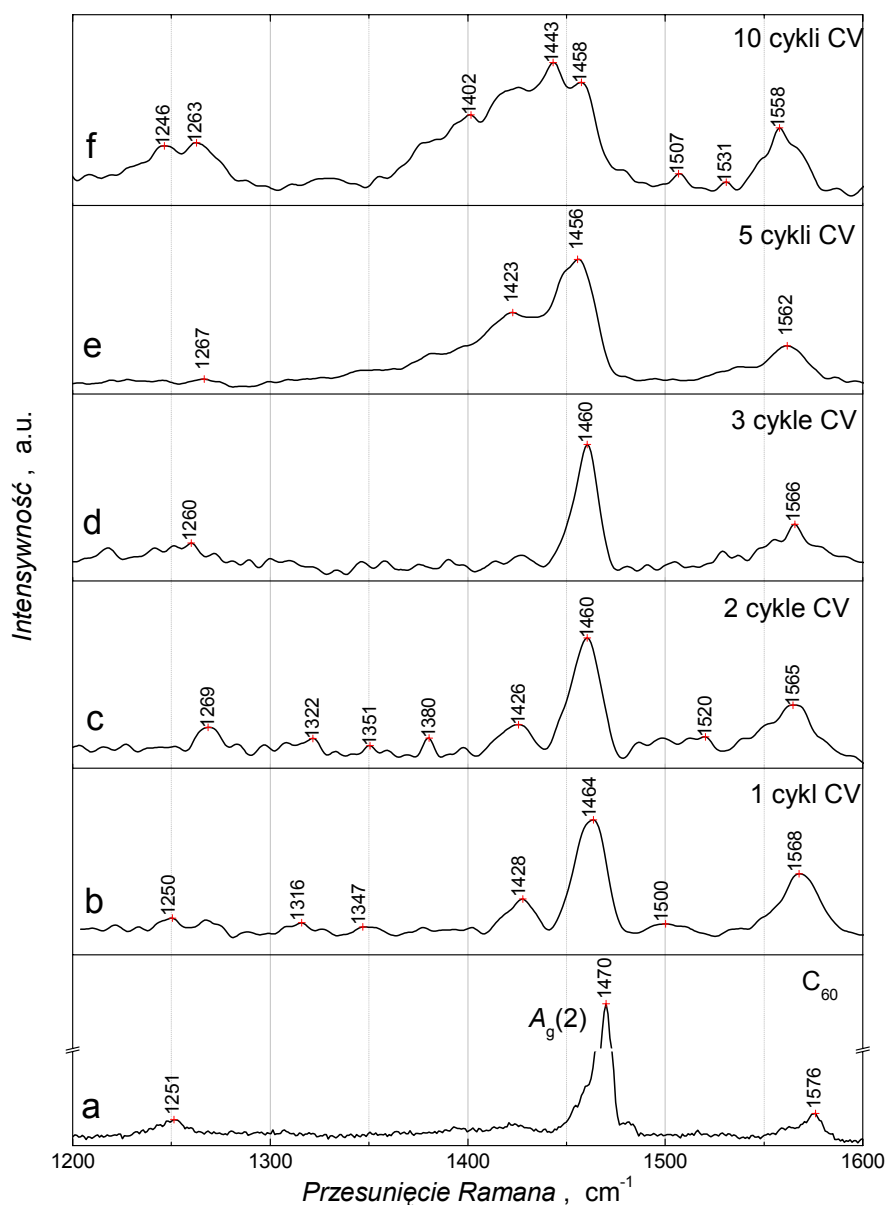 10 cykli CV
1443
1458
1402
1246
1263
1558
1507
1531
f
5 cykli CV
1456
1423
1562
1267
e
3 cykle CV
1460
1260
1566
d
2 cykle CV
1460
1269
1322
1351
1380
1426
1520
1565
c
1 cykl CV
1464
1250
1316
1347
1428
1500
1568
b
1470
C60
Ag(2)
1251
1576
a
Intensywność , a.u.
1200 1300 1400 1500 1600
Przesunięcie Ramana , cm-1